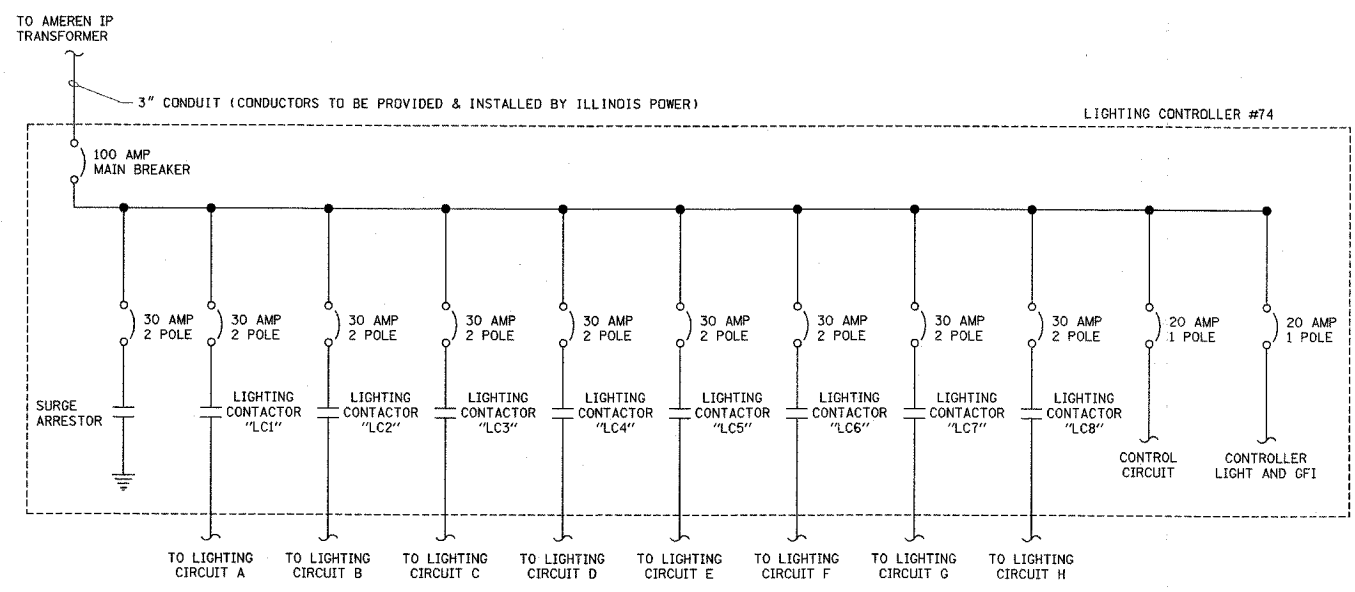 TO AMEREN IP
TRANSFORMER
3" CONDUIT (CONDUCTORS TO BE PROVIDED & INSTALLED BY ILLINOIS POWER)
LIGHTING CONTROLLER #74
100 AMP
MAIN BREAKER
30 AMP
2 POLE
30 AMP
2 POLE
30 AMP
2 POLE
30 AMP
2 POLE
30 AMP
2 POLE
30 AMP
2 POLE
30 AMP
2 POLE
30 AMP
2 POLE
30 AMP
2 POLE
20 AMP
1 POLE
20 AMP
1 POLE
SURGE
ARRESTOR
LIGHTING
CONTACTOR
"LC1"
LIGHTING
CONTACTOR
"LC2"
LIGHTING
CONTACTOR
"LC3"
LIGHTING
CONTACTOR
"LC4"
LIGHTING
CONTACTOR
"LC5"
LIGHTING
CONTACTOR
"LC6"
LIGHTING
CONTACTOR
"LC7"
LIGHTING
CONTACTOR
"LC8"
CONTROL
CIRCUIT
CONTROLLER
LIGHT AND GFI
TO LIGHTING
CIRCUIT A
TO LIGHTING
CIRCUIT B
TO LIGHTING
CIRCUIT C
TO LIGHTING
CIRCUIT D
TO LIGHTING
CIRCUIT E
TO LIGHTING
CIRCUIT F
TO LIGHTING
CIRCUIT G
TO LIGHTING
CIRCUIT H